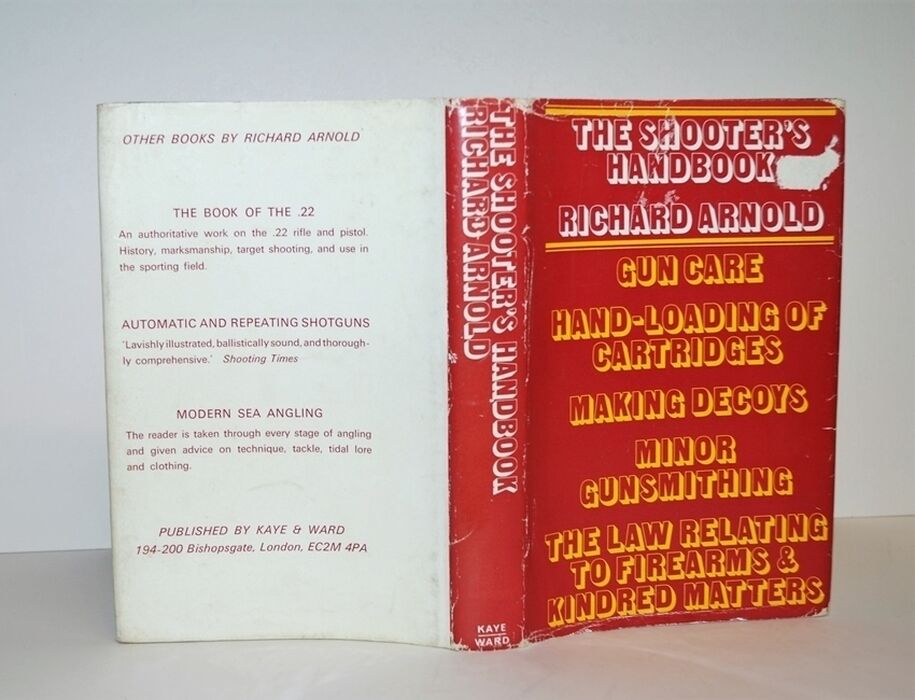 OTHER BOOKS BY RICHARD ARNOLD
THE BOOK OF THE .22
An authoritative work on the .22 rifle and pistol.
History, marksmanship, target shooting, and use in
the sporting field.
AUTOMATIC AND REPEATING SHOTGUNS
'Lavishly illustrated, ballistically sound, and thorough-
ly comprehensive.' Shooting Times
MODERN SEA ANGLING
The reader is taken through every stage of angling
and given advice on technique, tackle, tidal lore
and clothing.
PUBLISHED BY KAYE & WARD
194-200 Bishopsgate, London, EC2M 4PA
THE SHOOTER'S HANDBOOK
RICHARD ARNOLD
KAYE
WARD
THE SHOOTER'S
HANDBOOK
RICHARD ARNOLD
GUN CARE
HAND-LOADING OF
CARTRIDGES
MAKING DECOYS
MINOR
GUNSMITHING
THE LAW RELATING
TO FIREARMS &
KINDRED MATTERS